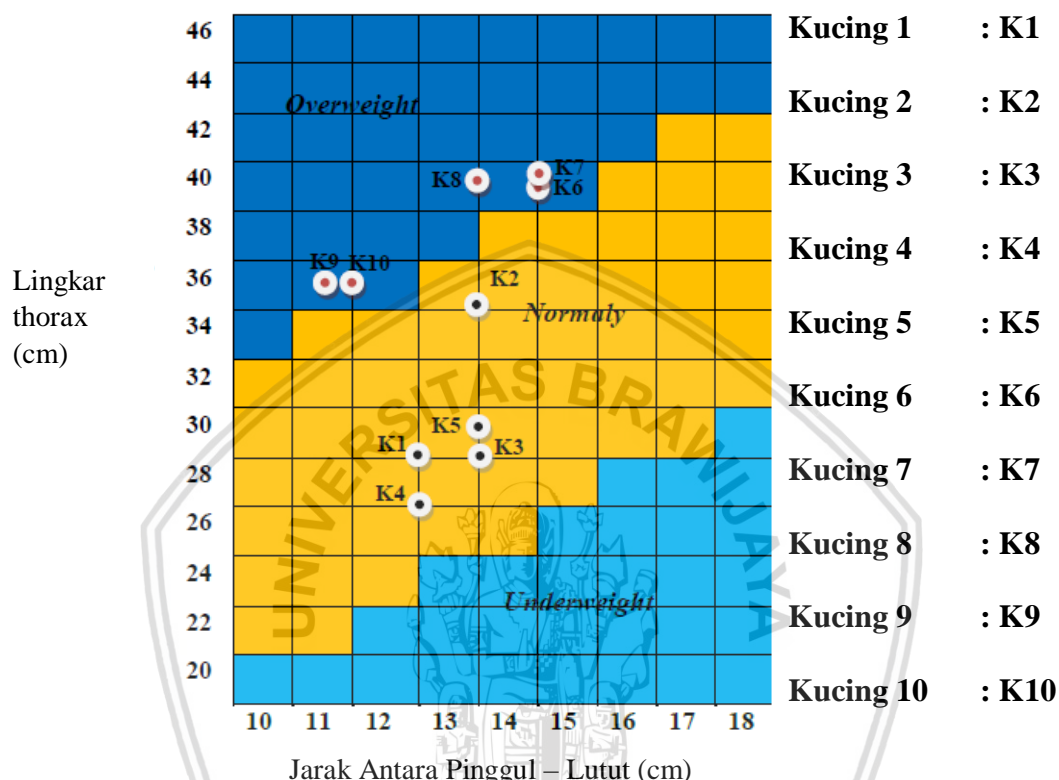 46
44
42
40
38
36
34
32
30
28
26
24
22
20
Lingkar
thorax
(cm)
Overweight
K7
K8
K6
K9 K10
K2
Normaly
K5
K1
K3
K4
Underweight
10 11 12 13 14 15 16 17 18
Jarak Antara Pinggul – Lutut (cm)
UNIVERSITAS BRAWIJAYA
Kucing 1 : K1
Kucing 2 : K2
Kucing 3 : K3
Kucing 4 : K4
Kucing 5 : K5
Kucing 6 : K6
Kucing 7 : K7
Kucing 8 : K8
Kucing 9 : K9
Kucing 10 : K10